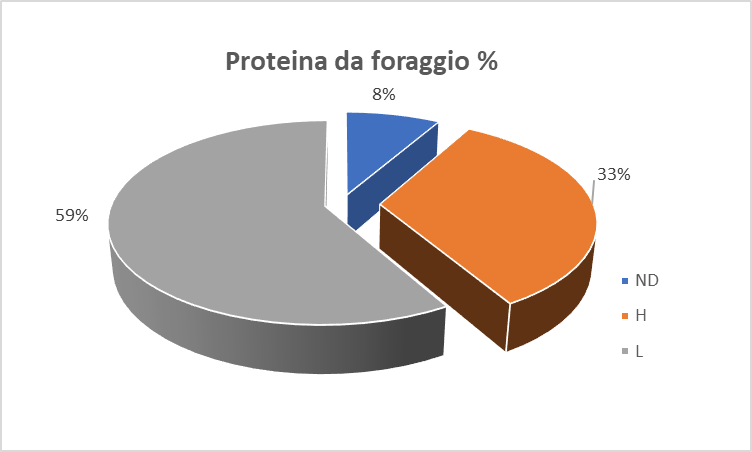 Proteina da foraggio %
8%
33%
59%
ND
H
L